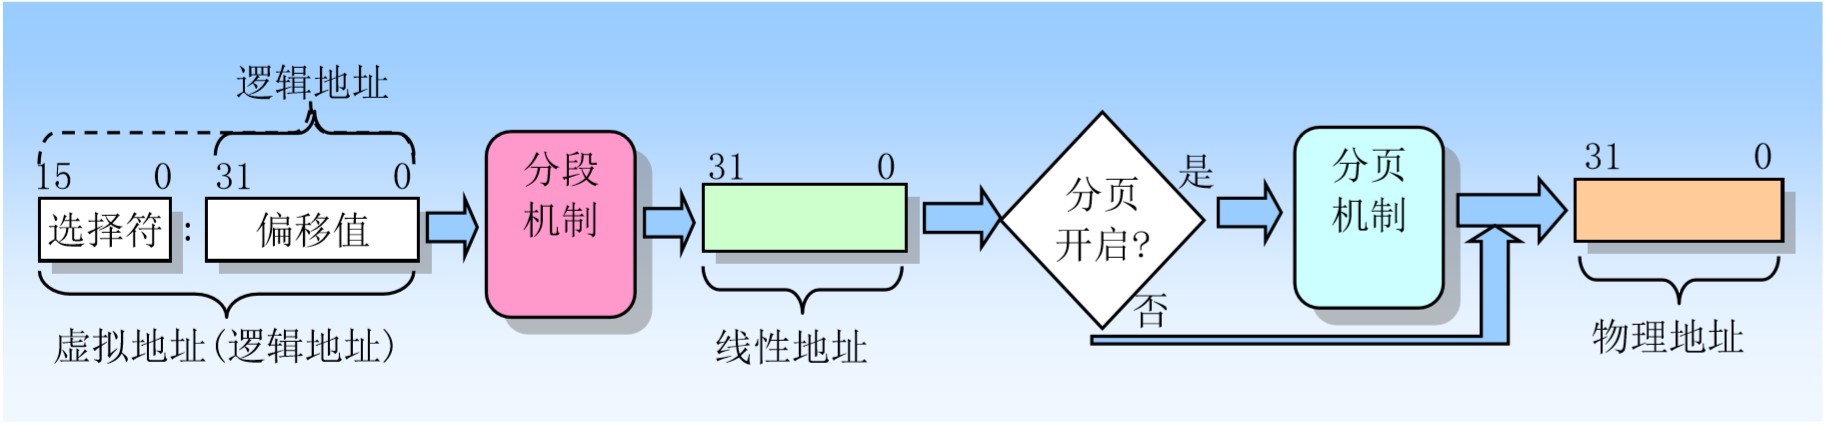 逻辑地址
15 0 31 0
选择符 : 偏移值
虚拟地址(逻辑地址)
分段
机制
31 0
线性地址
分页
开启?
是
否
分页
机制
31 0
物理地址